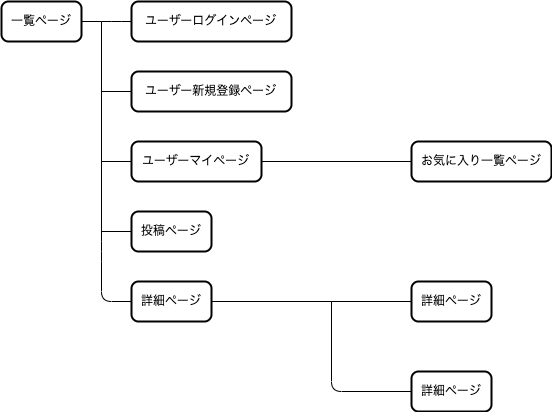 一覧ページ
ユーザーログインページ
ユーザー新規登録ページ
ユーザーマイページ
お気に入り一覧ページ
投稿ページ
詳細ページ
詳細ページ
詳細ページ